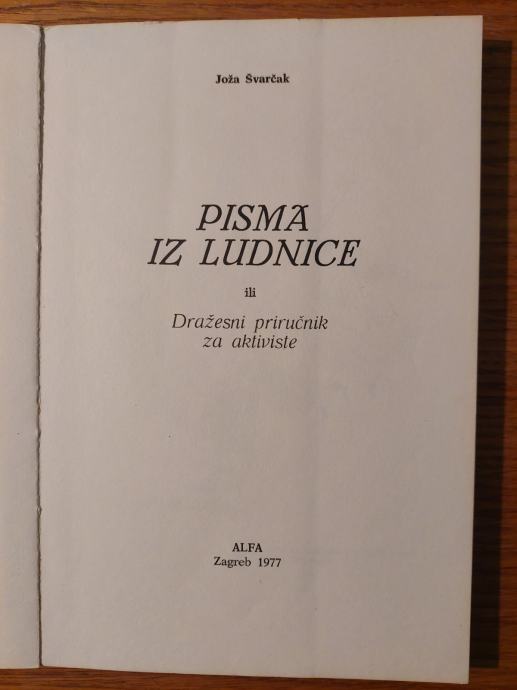 Joža Švarčak
PISMA
IZ LUDNICE
ili
Dražesni priručnik
za aktiviste
ALFA
Zagreb 1977